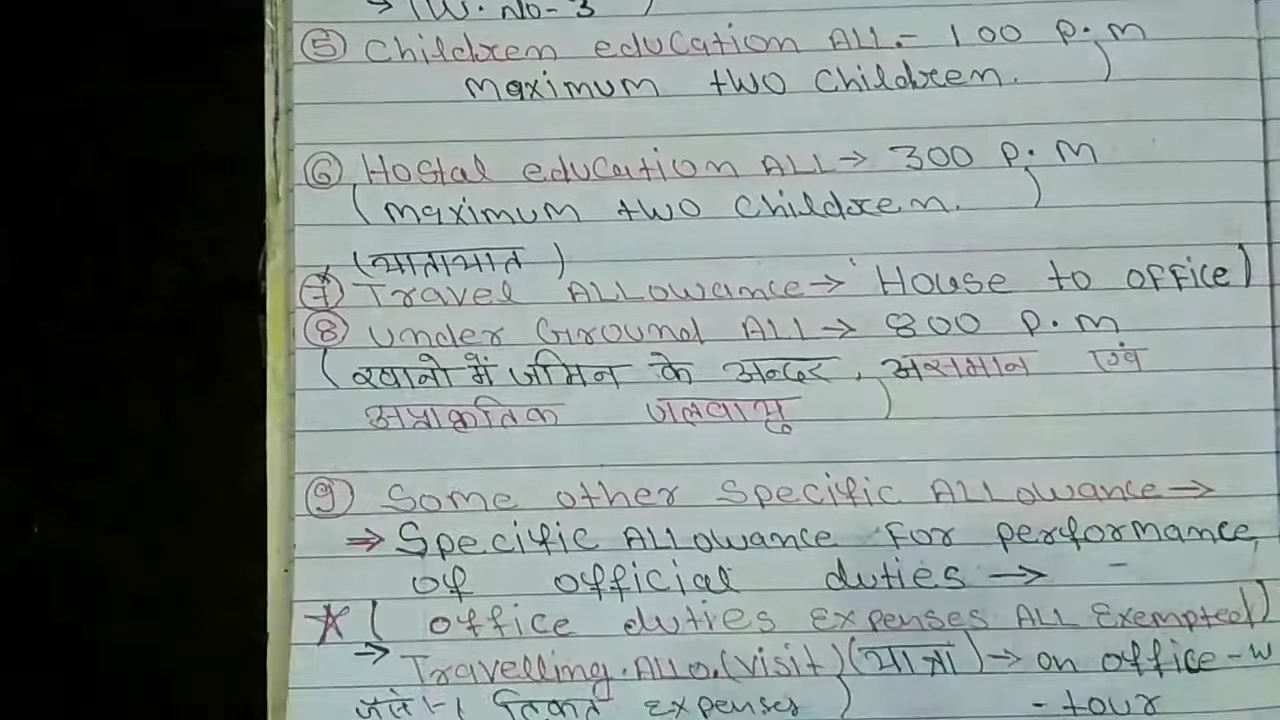 → (W. No-3 )
⑤ Children education ALL.- 100 P.M
maximum two children. )
⑥ Hostal education ALL → 300 P.M
(maximum two children. )
* (यातायात)
⑦ Travel ALLowance → House to office)
⑧ under Ground ALL → 800 P.M
(खानो में जमिन के अन्दर, असमान एवं
अप्राकृतिक जलवायु )
⑨ Some other Specific ALLowance →
⇒ Specific ALLowance For performance
of official duties → -
* ( office duties Expenses ALL Exempted)
→ Travelling.ALLo.(visit)(यात्रा) → on office-w
Expenses ) - tour